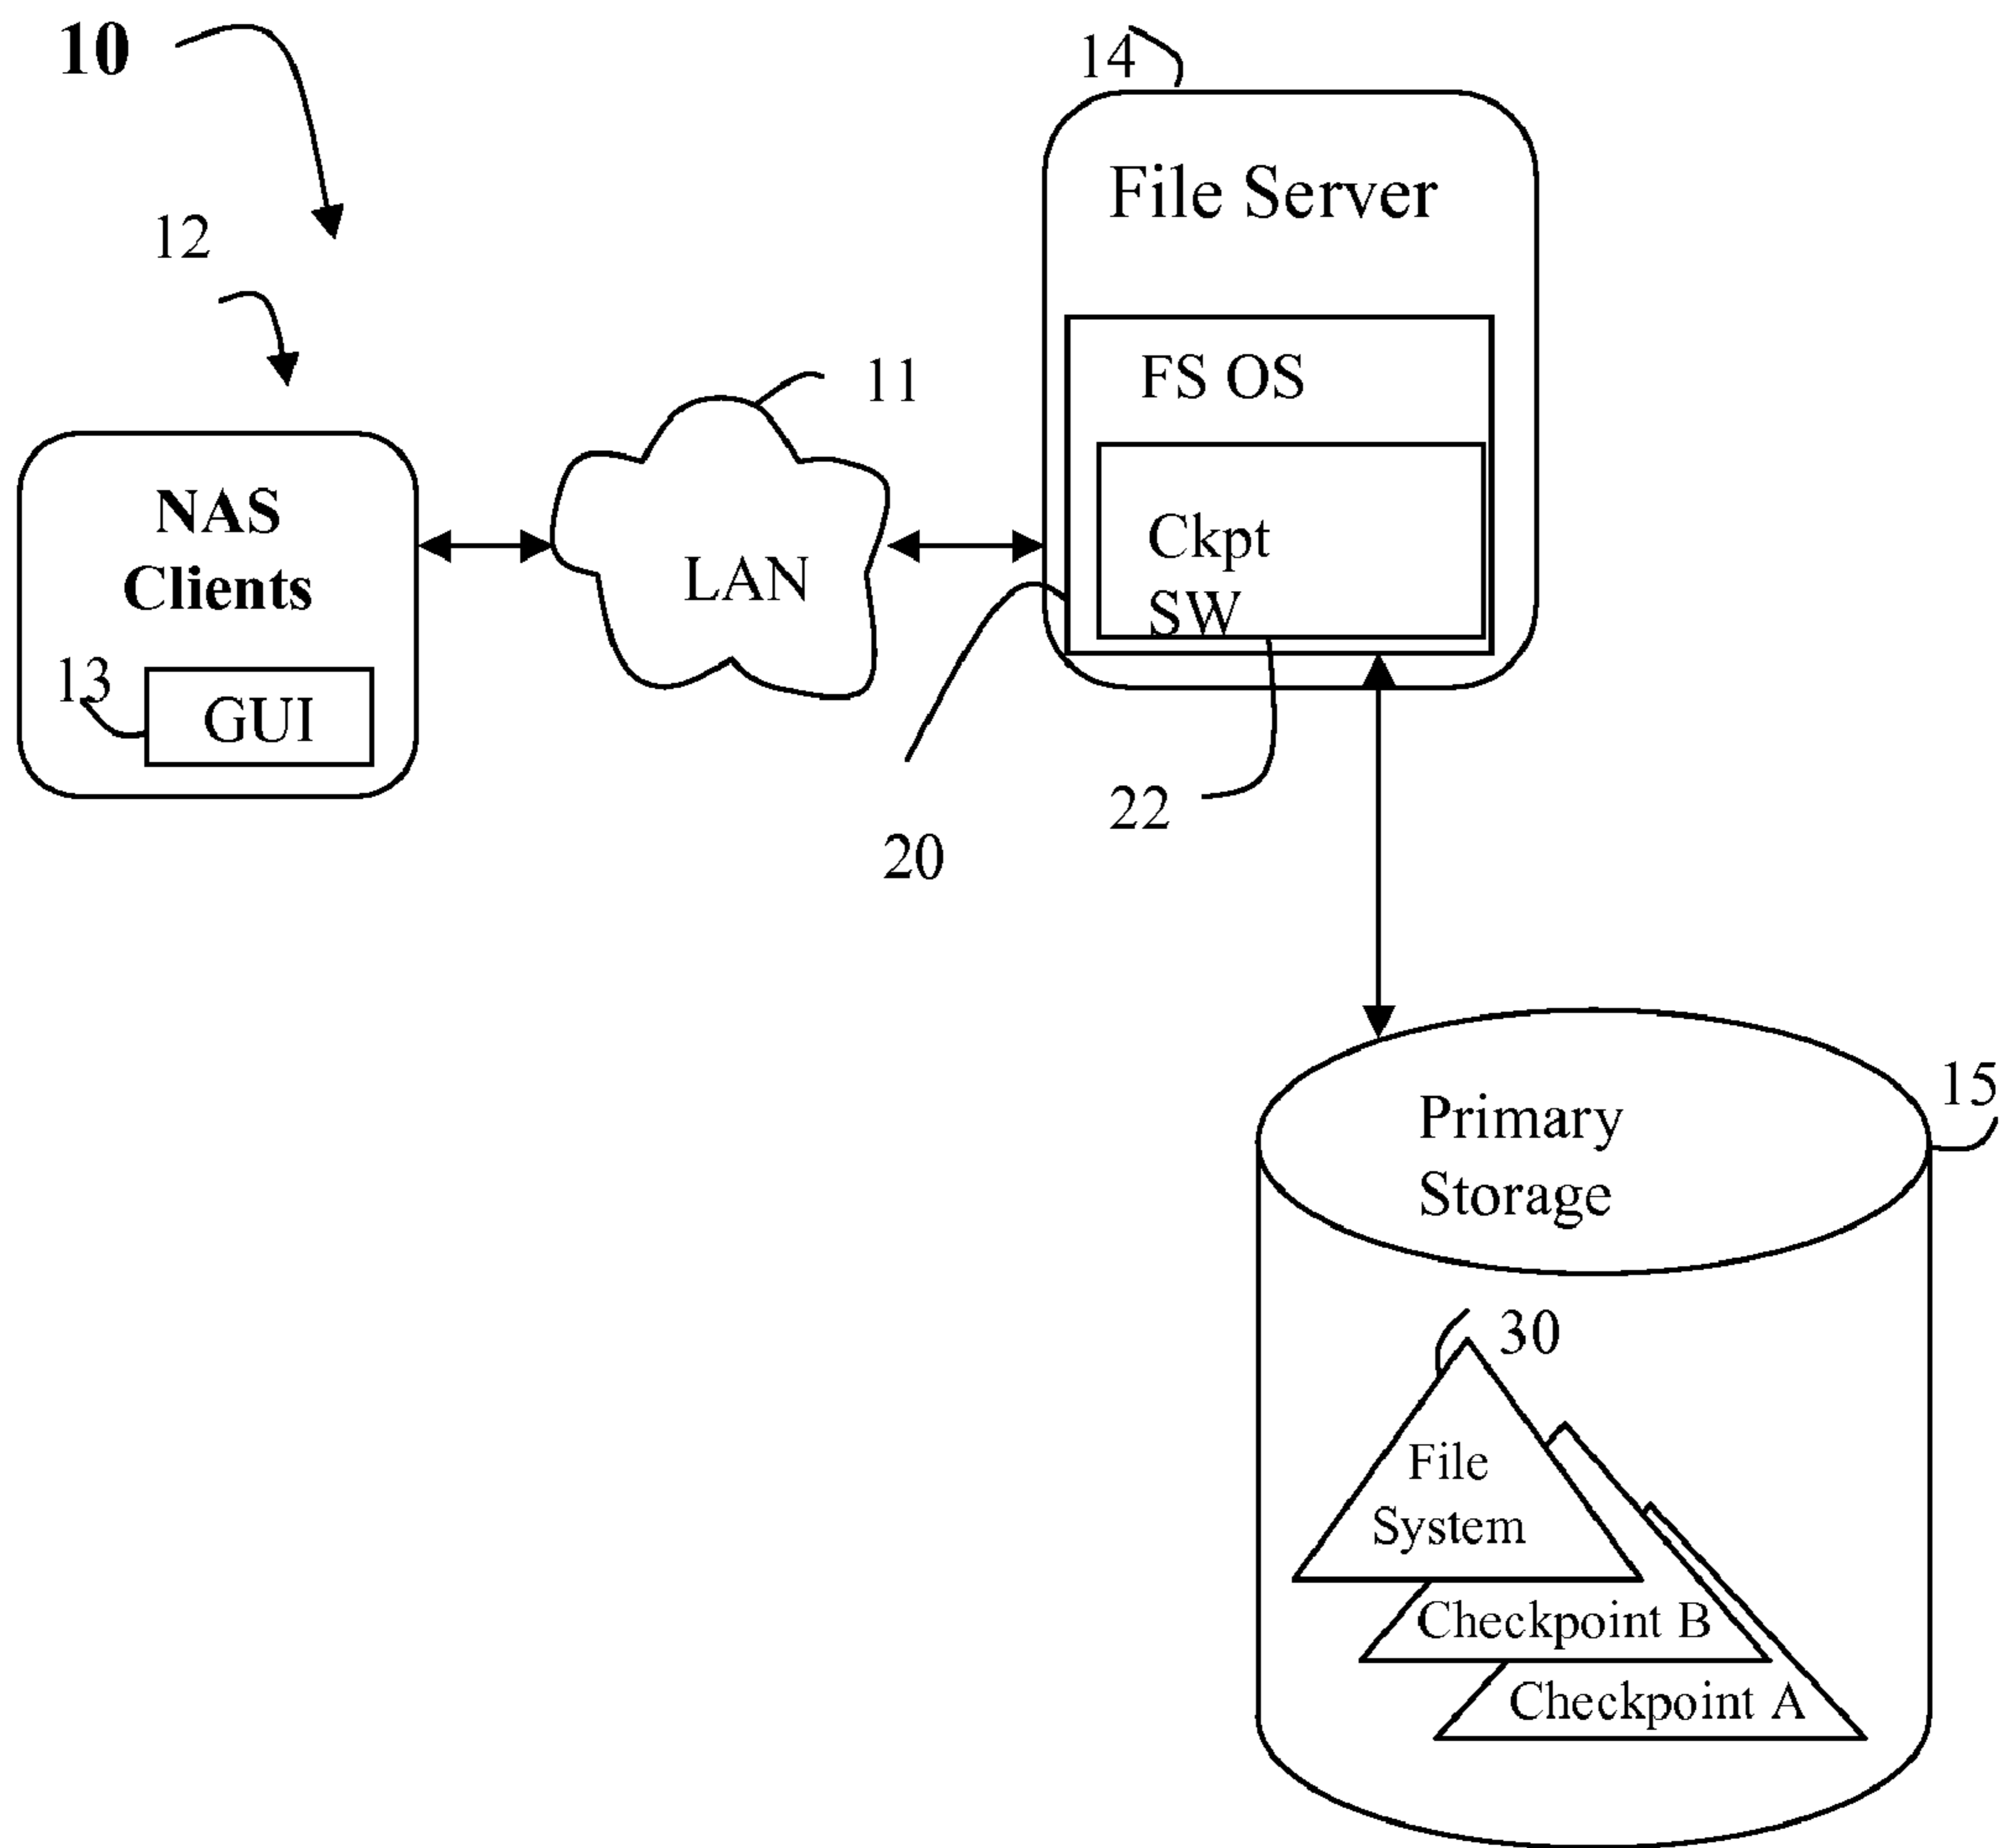 10
14
File Server
12
FS OS
11
NAS
Clients
Ckpt
SW
LAN
13
GUI
22
20
15
Primary
Storage
30
File
System
Checkpoint B
Checkpoint A